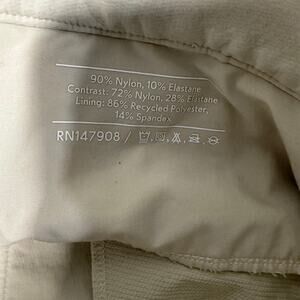 90% Nylon, 10% Elastane
Contrast: 72% Nylon, 28% Elastane
Lining: 86% Recycled Polyester,
14% Spandex
RN147908 /